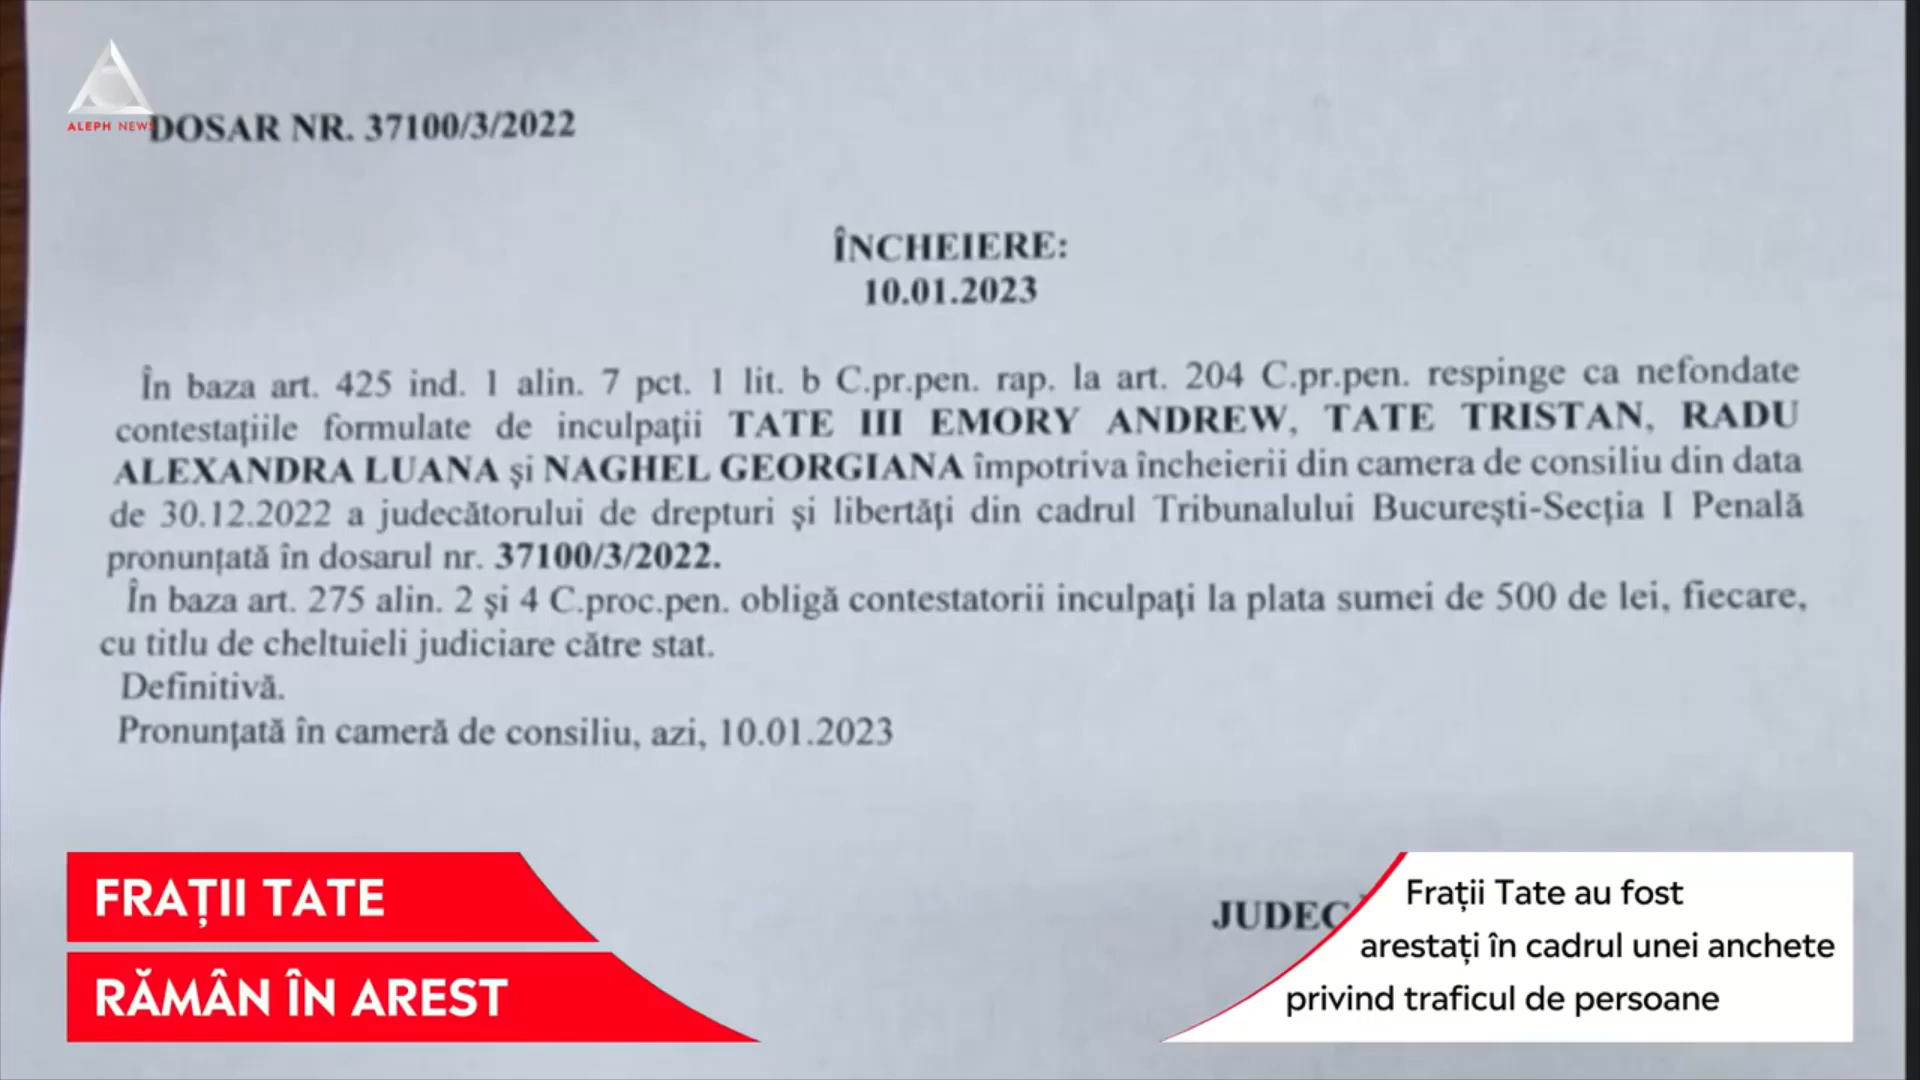 ALEPH NEWS
DOSAR NR. 37100/3/2022
ÎNCHEIERE:
10.01.2023
În baza art. 425 ind. 1 alin. 7 pct. 1 lit. b C.pr.pen. rap. la art. 204 C.pr.pen. respinge ca nefondate
contestaţiile formulate de inculpaţii TATE III EMORY ANDREW, TATE TRISTAN, RADU
ALEXANDRA LUANA şi NAGHEL GEORGIANA împotriva încheierii din camera de consiliu din data
de 30.12.2022 a judecătorului de drepturi şi libertăţi din cadrul Tribunalului Bucureşti-Secţia I Penală
pronunţată în dosarul nr. 37100/3/2022.
În baza art. 275 alin. 2 şi 4 C.proc.pen. obligă contestatorii inculpaţi la plata sumei de 500 de lei, fiecare,
cu titlu de cheltuieli judiciare către stat.
Definitivă.
Pronunţată în cameră de consiliu, azi, 10.01.2023
FRAȚII TATE
RĂMÂN ÎN AREST
Frații Tate au fost
arestați în cadrul unei anchete
privind traficul de persoane